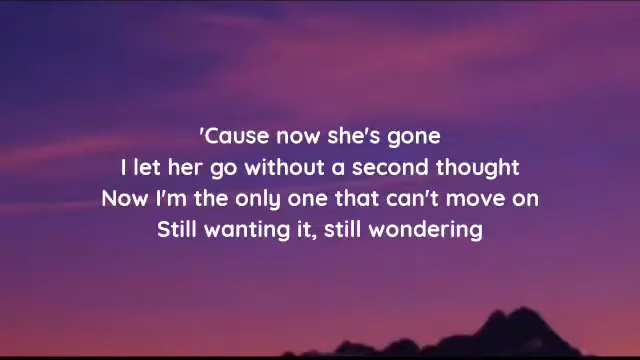 'Cause now she's gone
I let her go without a second thought
Now I'm the only one that can't move on
Still wanting it, still wondering